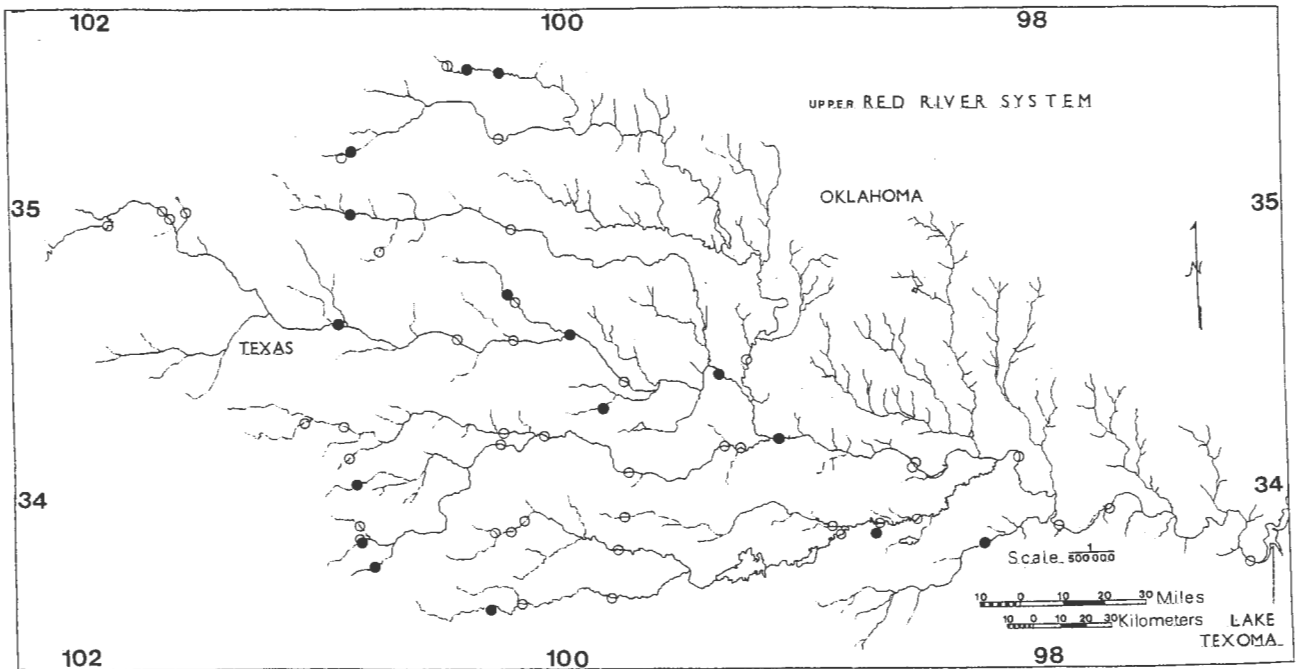 102 100 98
UPPER RED RIVER SYSTEM
OKLAHOMA
35 35
N
TEXAS
34 34
Scale 1/500000
10 0 10 20 30 Miles
10 0 10 20 30 Kilometers
LAKE
TEXOMA
102 100 98